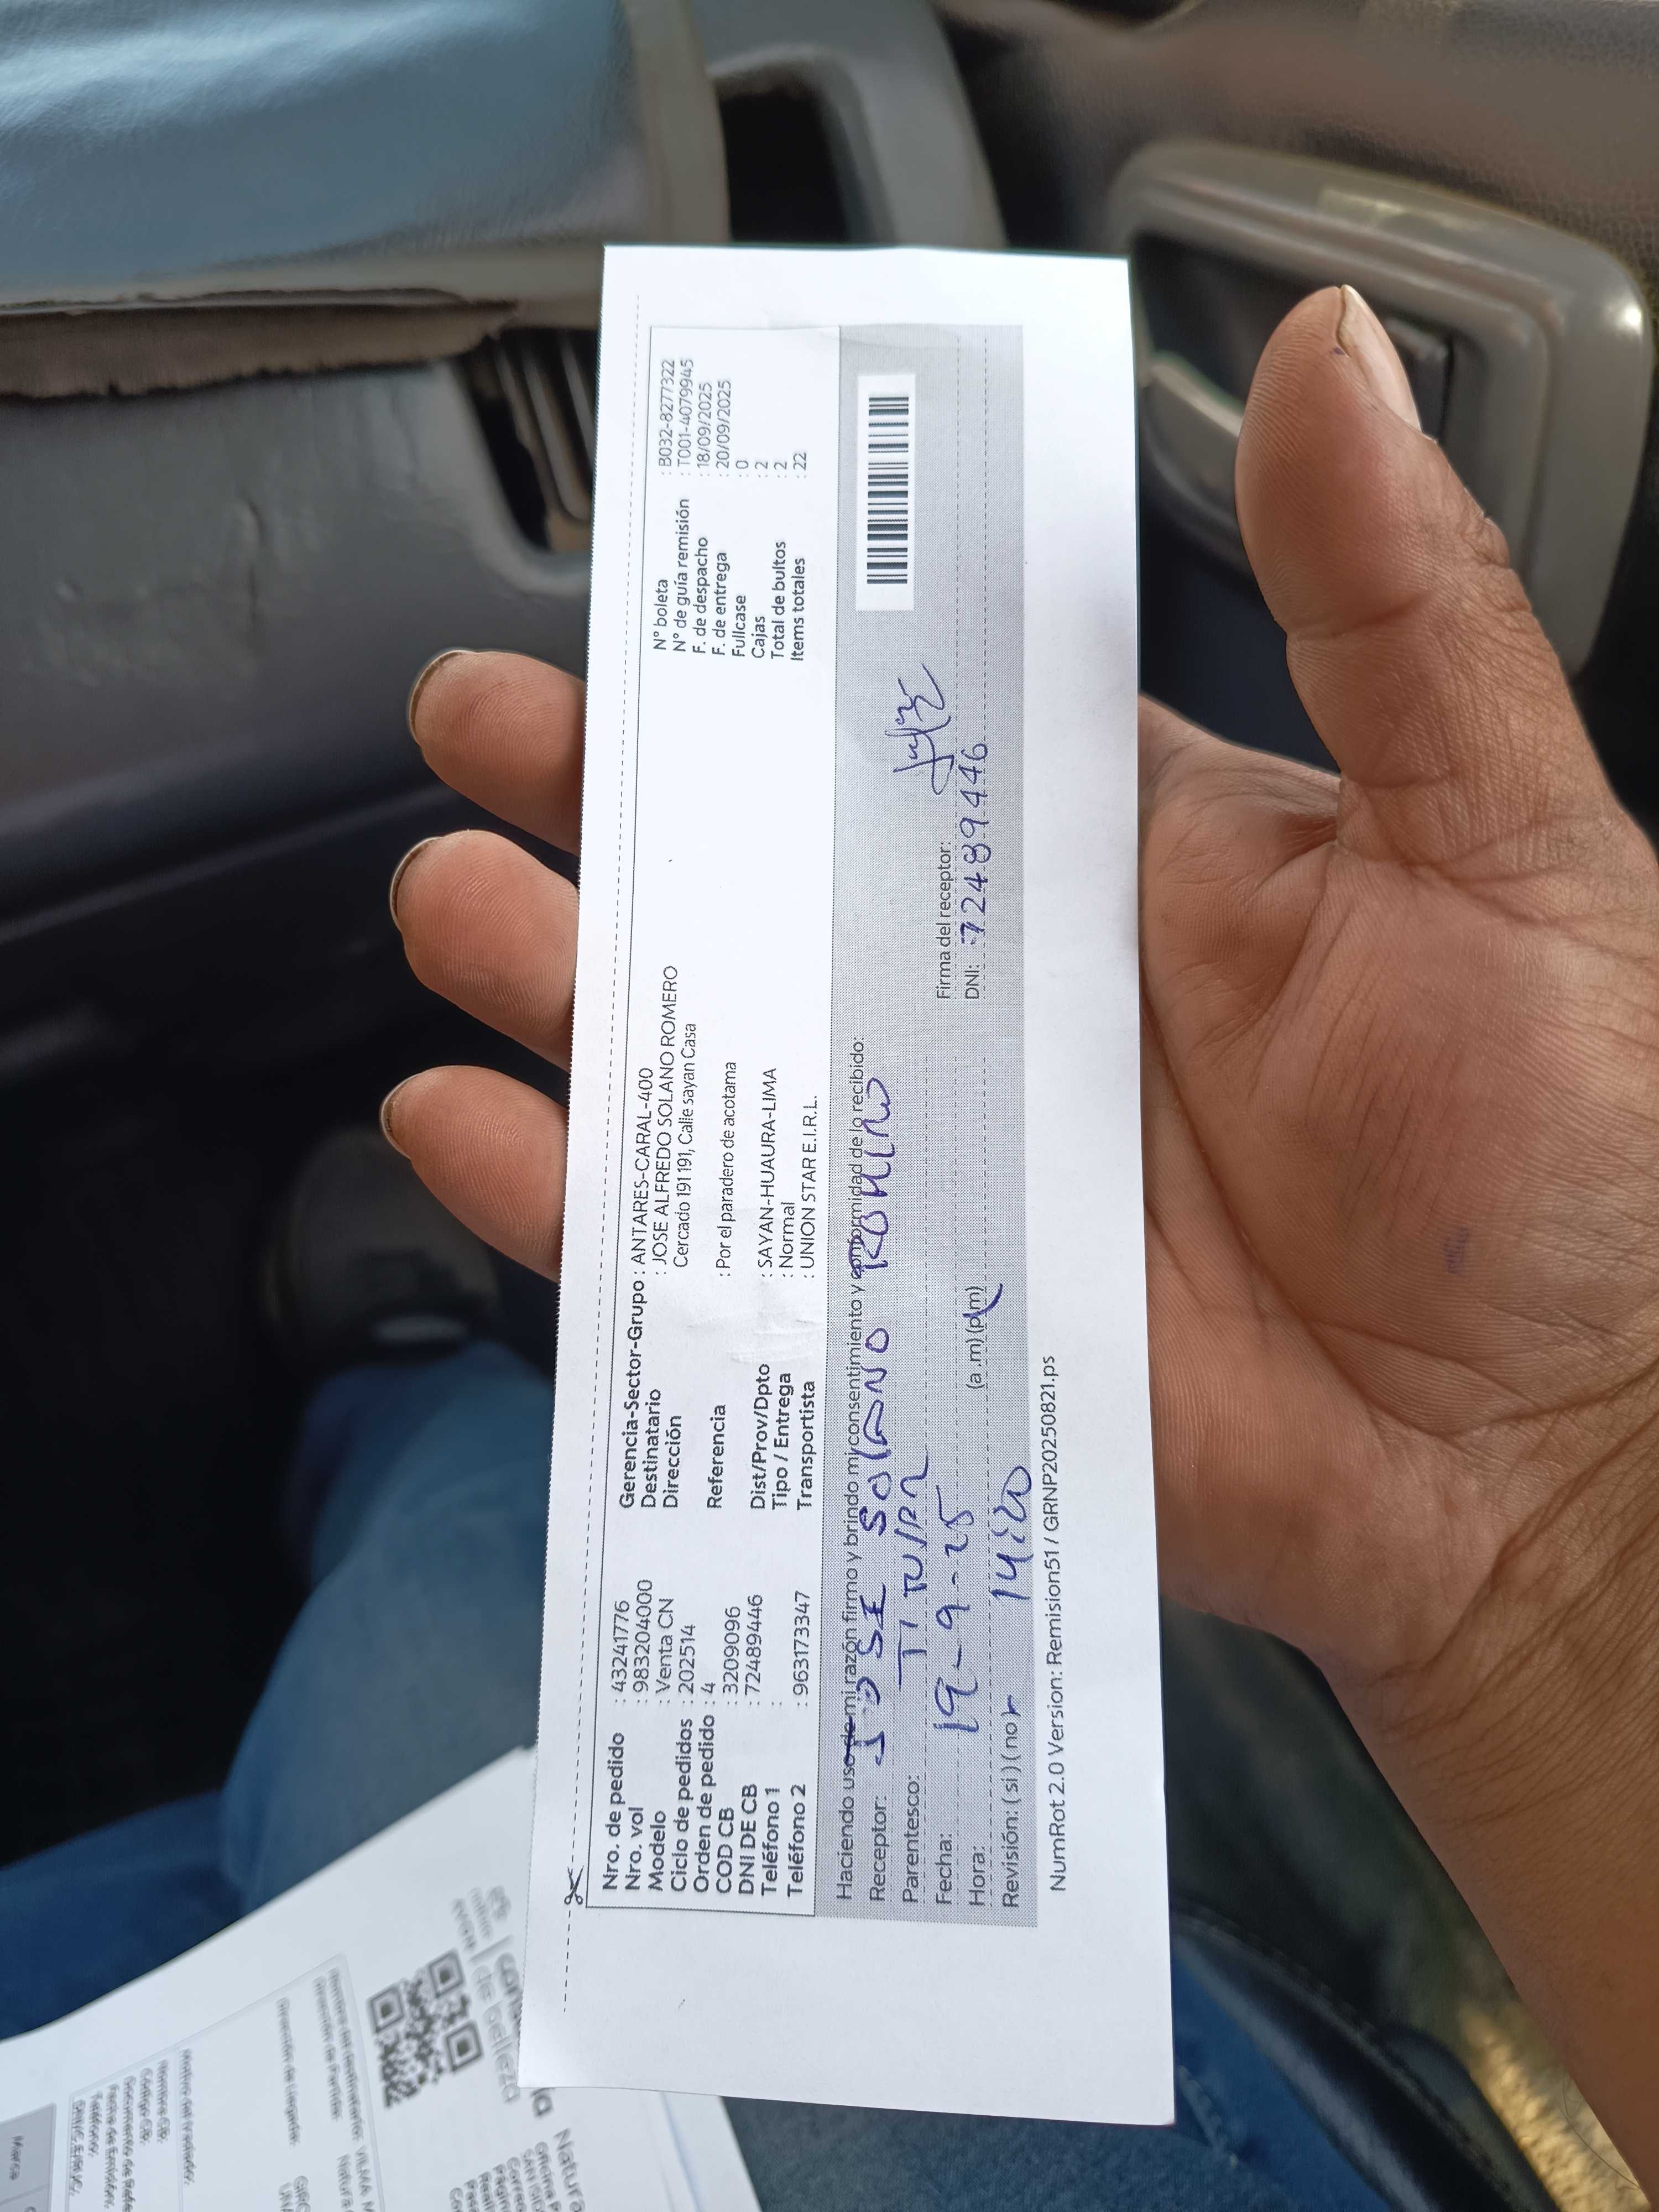 Nro. de pedido : 43241776
Nro. vol : 983204000
Modelo : Venta CN
Ciclo de pedidos : 202514
Orden de pedido : 4
COD CB : 3209096
DNI DE CB : 72489446
Teléfono 1 :
Teléfono 2 : 963173347
Gerencia-Sector-Grupo : ANTARES-CARAL-400
Destinatario : JOSE ALFREDO SOLANO ROMERO
Dirección Cercado 191 191, Calle sayan Casa
Referencia : Por el paradero de acotama
Dist/Prov/Dpto : SAYAN-HUAURA-LIMA
Tipo / Entrega : Normal
Transportista : UNION STAR E.I.R.L.
N° boleta : B032-8277322
N° de guía remisión : T001-4079945
F. de despacho : 18/09/2025
F. de entrega : 20/09/2025
Fullcase : 0
Cajas : 2
Total de bultos : 2
Items totales : 22
Haciendo uso de mi razón firmo y brindo mi consentimiento y conformidad de lo recibido:
Receptor: JOSE SOLANO
Parentesco:
Fecha: 19-9-25
Hora: 14:20 (a.m) (p.m)
Revisión: ( si ) ( no )
Firma del receptor:
DNI: 72489446
NumRot 2.0 Version: Remision51 / GRNP20250821.ps
de belleza
Natura